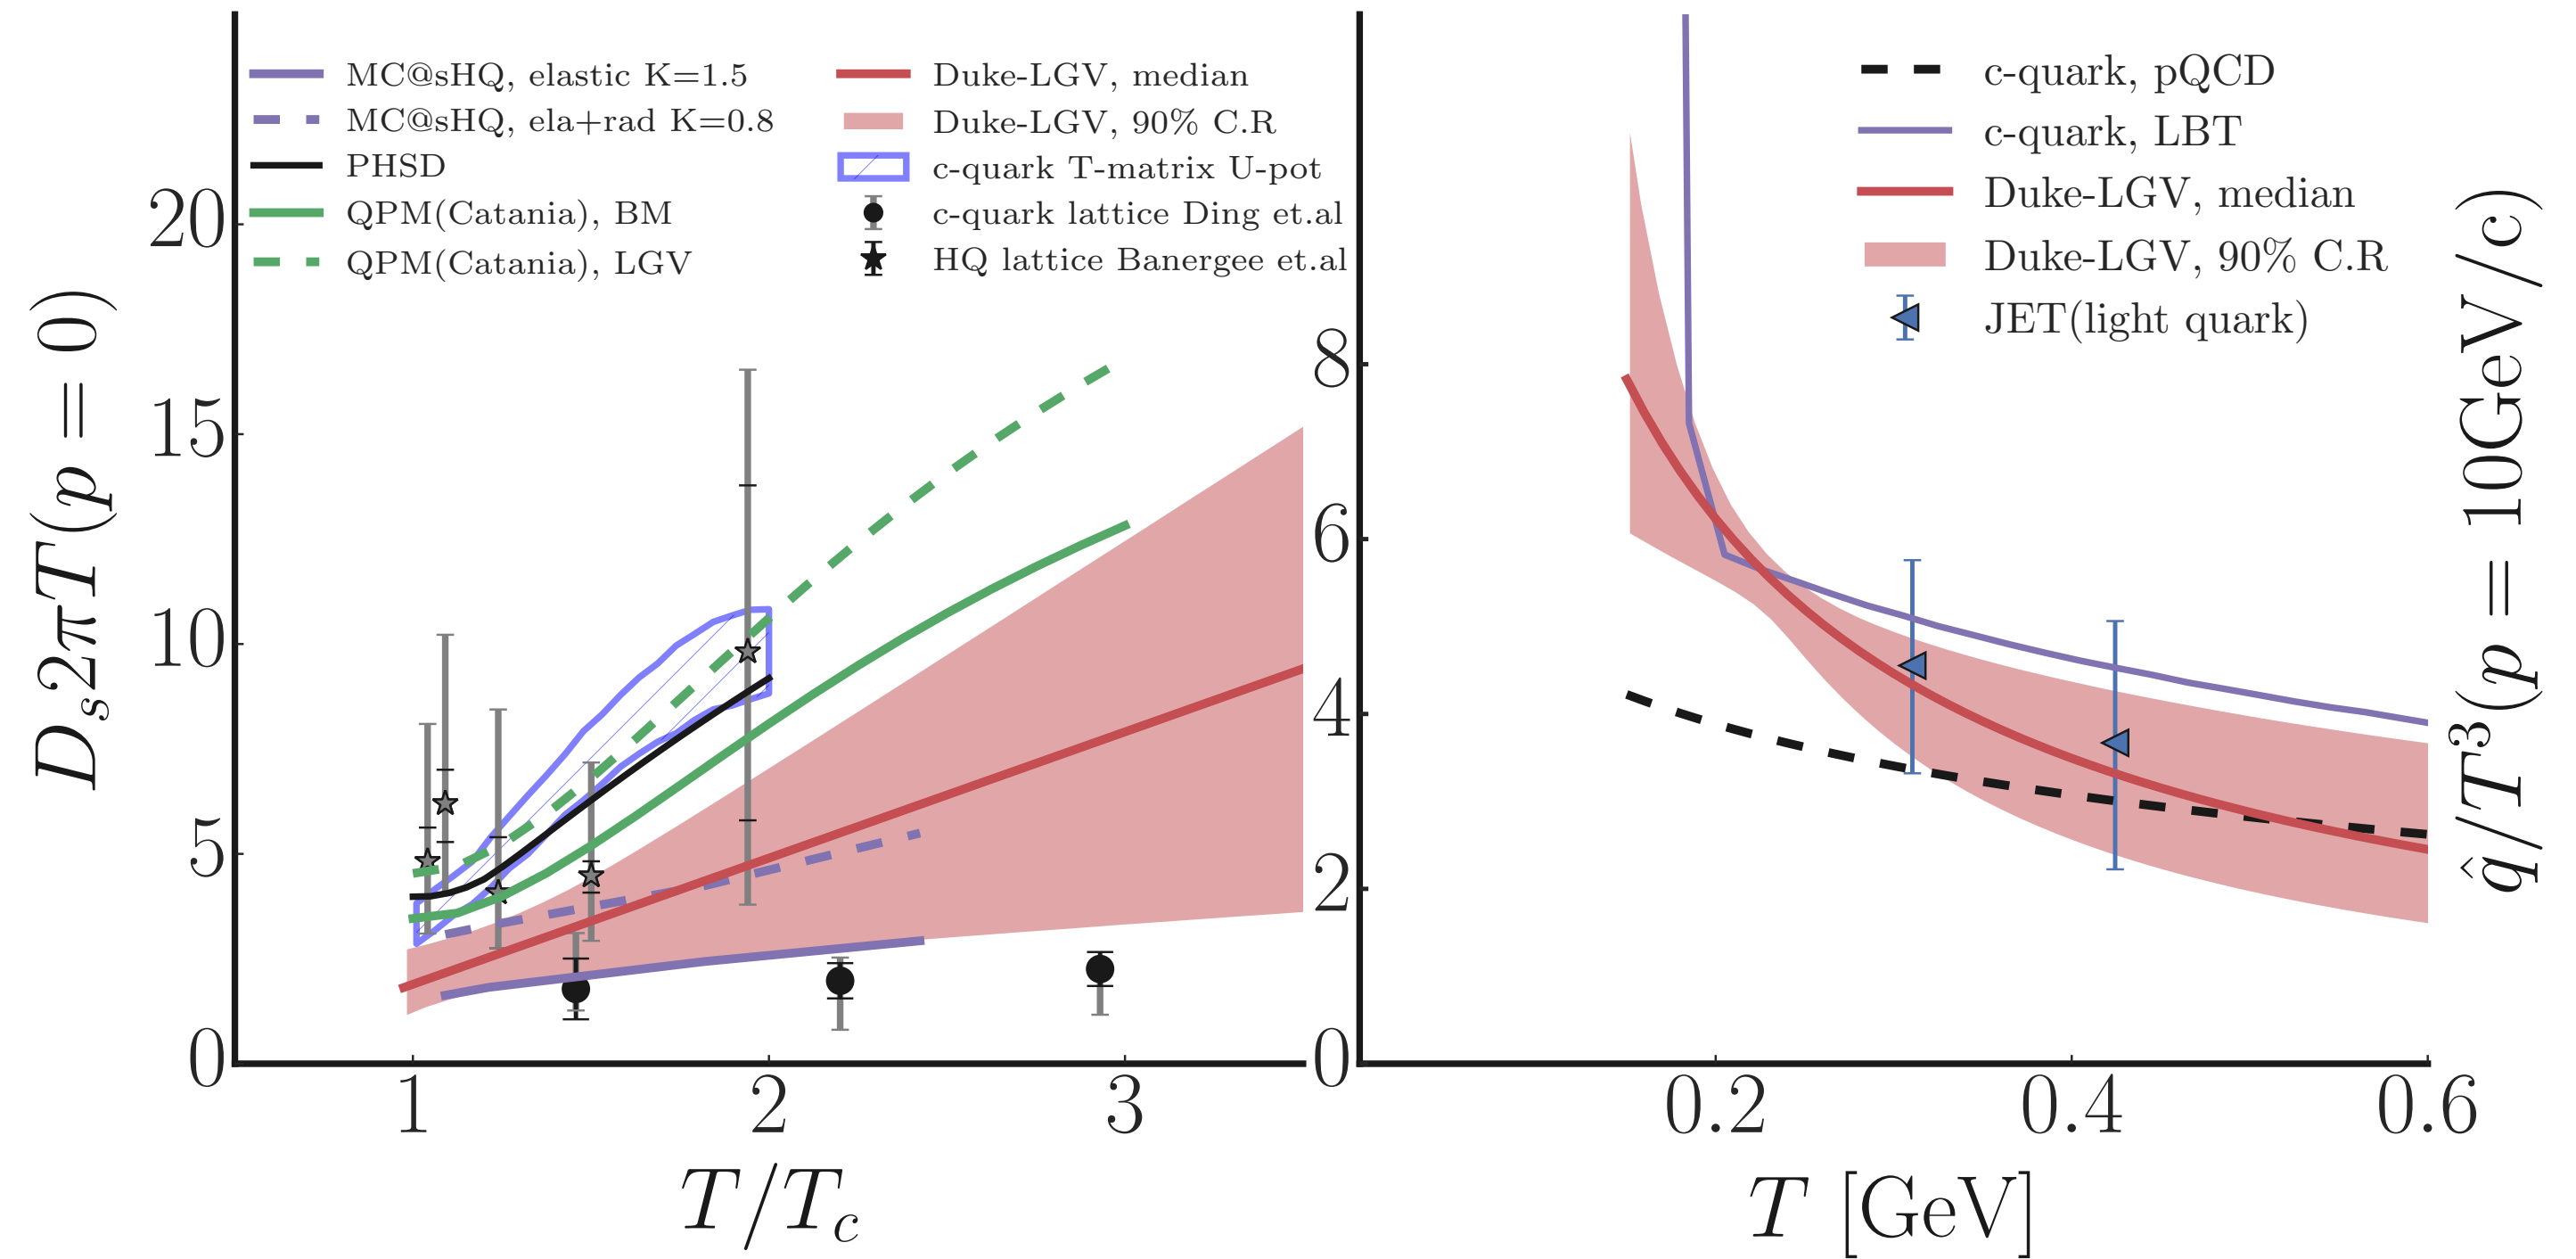 MC@sHQ, elastic K=1.5
MC@sHQ, ela+rad K=0.8
PHSD
QPM(Catania), BM
QPM(Catania), LGV
Duke-LGV, median
Duke-LGV, 90% C.R
c-quark T-matrix U-pot
c-quark lattice Ding et.al
HQ lattice Banergee et.al
D_s2πT(p = 0)
20
15
10
5
0
1 2 3
T/T_c
c-quark, pQCD
c-quark, LBT
Duke-LGV, median
Duke-LGV, 90% C.R
JET(light quark)
8
6
4
2
0
0.2 0.4 0.6
T [GeV]
q̂/T³(p = 10GeV/c)